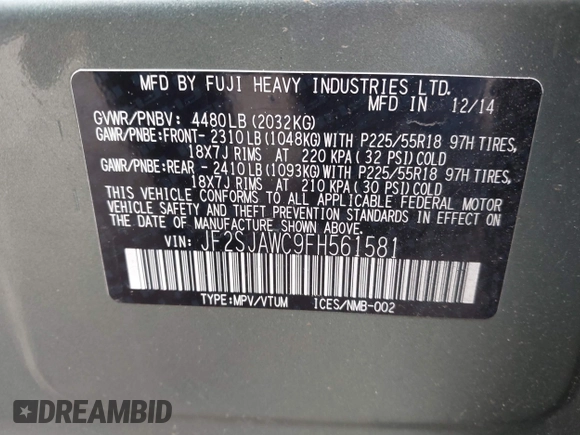 MFD BY FUJI HEAVY INDUSTRIES LTD.
MFD IN 12/14
GVWR/PNBV: 4480LB(2032KG)
GAWR/PNBE:FRONT- 2310LB(1048KG)WITH P225/55R18 97H TIRES,
18X7J RIMS AT 220 KPA(32 PSI)COLD
GAWR/PNBE:REAR - 2410LB(1093KG)WITH P225/55R18 97H TIRES,
18X7J RIMS AT 210 KPA(30 PSI)COLD
THIS VEHICLE CONFORMS TO ALL APPLICABLE FEDERAL MOTOR
VEHICLE SAFETY AND THEFT PREVENTION STANDARDS IN EFFECT ON
THE DATE OF MANUFACTURE SHOWN ABOVE.
VIN: JF2SJAWC9FH561581
TYPE:MPV/VTUM ICES/NMB-002
DREAMBID